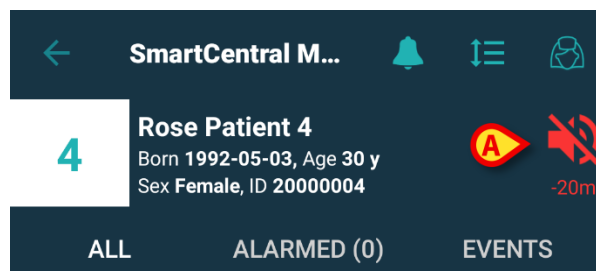 SmartCentral M...
4
Rose Patient 4
Born 1992-05-03, Age 30 y
Sex Female, ID 20000004
A
-20m
ALL ALARMED (0) EVENTS